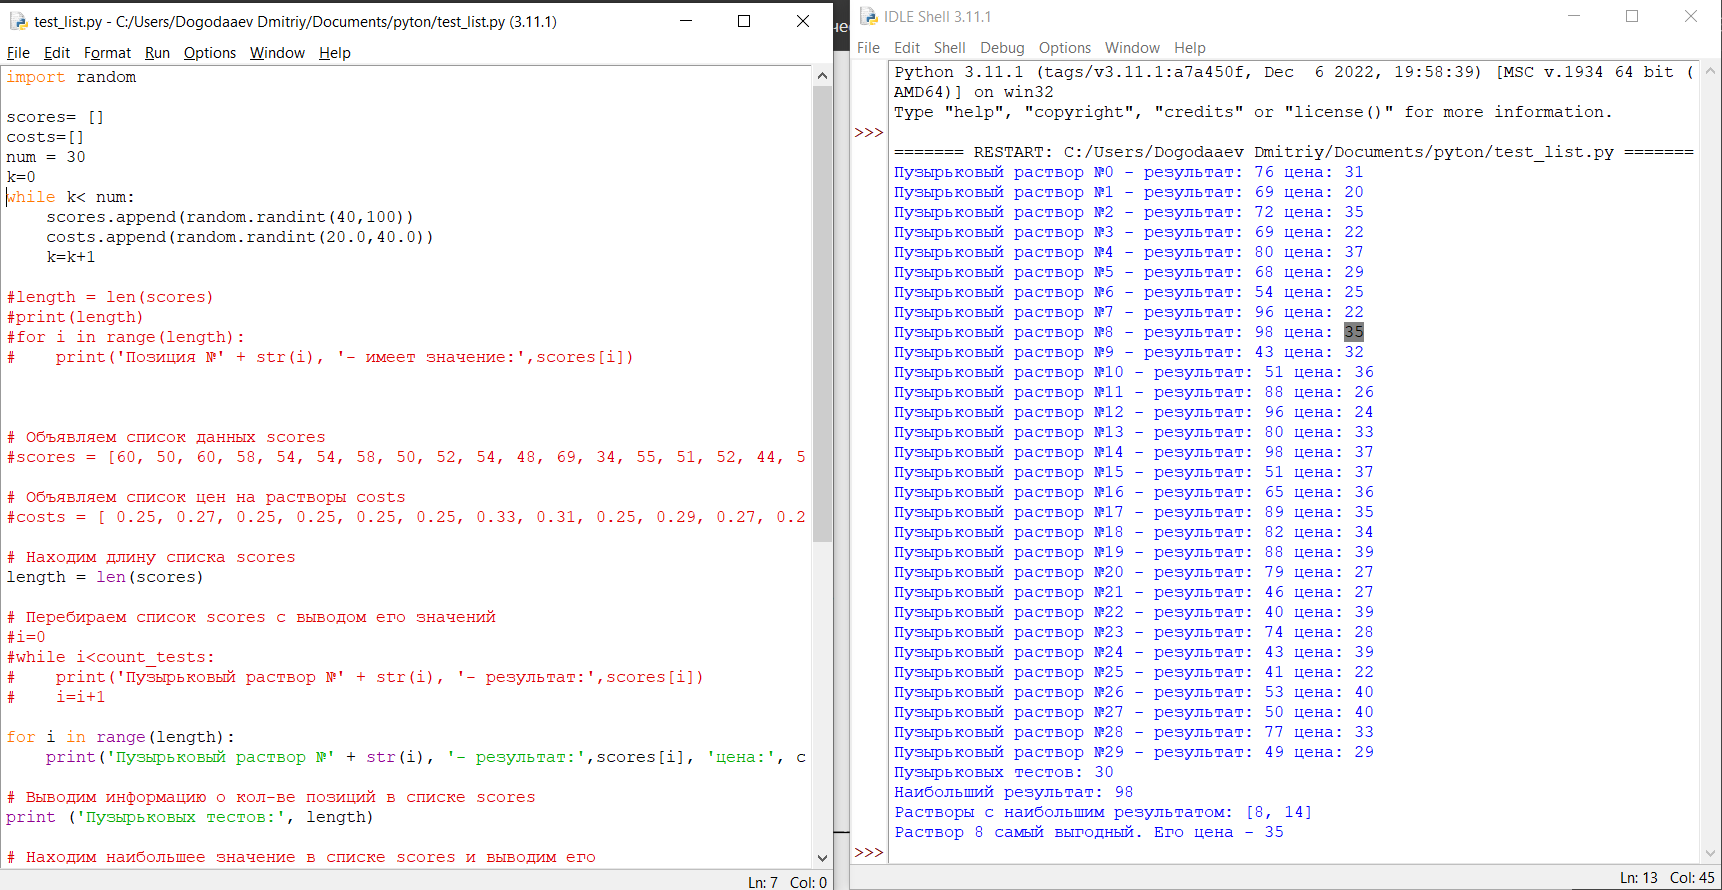 test_list.py - C:/Users/Dogodaaev Dmitriy/Documents/pyton/test_list.py (3.11.1)
File Edit Format Run Options Window Help
import random
scores= []
costs=[]
num = 30
k=0
while k< num:
    scores.append(random.randint(40,100))
    costs.append(random.randint(20.0,40.0))
    k=k+1
#length = len(scores)
#print(length)
#for i in range(length):
#    print('Позиция №' + str(i), '- имеет значение:',scores[i])
# Объявляем список данных scores
#scores = [60, 50, 60, 58, 54, 54, 58, 50, 52, 54, 48, 69, 34, 55, 51, 52, 44, 5
# Объявляем список цен на растворы costs
#costs = [ 0.25, 0.27, 0.25, 0.25, 0.25, 0.25, 0.33, 0.31, 0.25, 0.29, 0.27, 0.2
# Находим длину списка scores
length = len(scores)
# Перебираем список scores с выводом его значений
#i=0
#while i<count_tests:
#    print('Пузырьковый раствор №' + str(i), '- результат:',scores[i])
#    i=i+1
for i in range(length):
    print('Пузырьковый раствор №' + str(i), '- результат:',scores[i], 'цена:', c
# Выводим информацию о кол-ве позиций в списке scores
print ('Пузырьковых тестов:', length)
# Находим наибольшее значение в списке scores и выводим его
Ln: 7 Col: 0
IDLE Shell 3.11.1
File Edit Shell Debug Options Window Help
Python 3.11.1 (tags/v3.11.1:a7a450f, Dec  6 2022, 19:58:39) [MSC v.1934 64 bit (
AMD64)] on win32
Type "help", "copyright", "credits" or "license()" for more information.
>>>
======= RESTART: C:/Users/Dogodaaev Dmitriy/Documents/pyton/test_list.py =======
Пузырьковый раствор №0 - результат: 76 цена: 31
Пузырьковый раствор №1 - результат: 69 цена: 20
Пузырьковый раствор №2 - результат: 72 цена: 35
Пузырьковый раствор №3 - результат: 69 цена: 22
Пузырьковый раствор №4 - результат: 80 цена: 37
Пузырьковый раствор №5 - результат: 68 цена: 29
Пузырьковый раствор №6 - результат: 54 цена: 25
Пузырьковый раствор №7 - результат: 96 цена: 22
Пузырьковый раствор №8 - результат: 98 цена: 35
Пузырьковый раствор №9 - результат: 43 цена: 32
Пузырьковый раствор №10 - результат: 51 цена: 36
Пузырьковый раствор №11 - результат: 88 цена: 26
Пузырьковый раствор №12 - результат: 96 цена: 24
Пузырьковый раствор №13 - результат: 80 цена: 33
Пузырьковый раствор №14 - результат: 98 цена: 37
Пузырьковый раствор №15 - результат: 51 цена: 37
Пузырьковый раствор №16 - результат: 65 цена: 36
Пузырьковый раствор №17 - результат: 89 цена: 35
Пузырьковый раствор №18 - результат: 82 цена: 34
Пузырьковый раствор №19 - результат: 88 цена: 39
Пузырьковый раствор №20 - результат: 79 цена: 27
Пузырьковый раствор №21 - результат: 46 цена: 27
Пузырьковый раствор №22 - результат: 40 цена: 39
Пузырьковый раствор №23 - результат: 74 цена: 28
Пузырьковый раствор №24 - результат: 43 цена: 39
Пузырьковый раствор №25 - результат: 41 цена: 22
Пузырьковый раствор №26 - результат: 53 цена: 40
Пузырьковый раствор №27 - результат: 50 цена: 40
Пузырьковый раствор №28 - результат: 77 цена: 33
Пузырьковый раствор №29 - результат: 49 цена: 29
Пузырьковых тестов: 30
Наибольший результат: 98
Растворы с наибольшим результатом: [8, 14]
Раствор 8 самый выгодный. Его цена - 35
>>>
Ln: 13 Col: 45